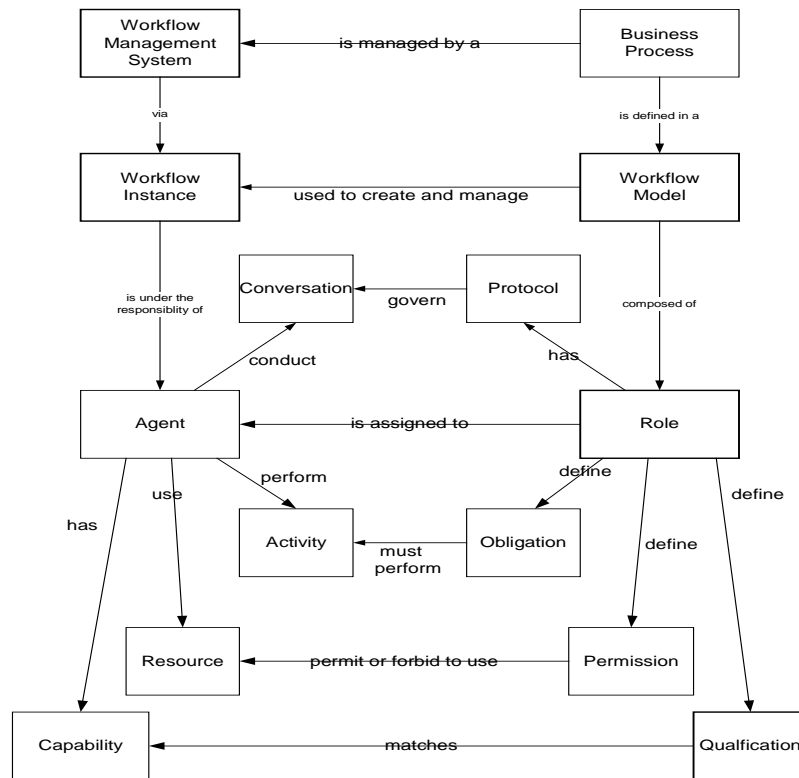 Workflow
Management
System
is managed by a
Business
Process
via
is defined in a
Workflow
Instance
used to create and manage
Workflow
Model
is under the
responsiblity of
Conversation
govern
Protocol
composed of
conduct
has
Agent
is assigned to
Role
perform
define
use
has
define
Activity
must
perform
Obligation
define
Resource
permit or forbid to use
Permission
Capability
matches
Qualfication